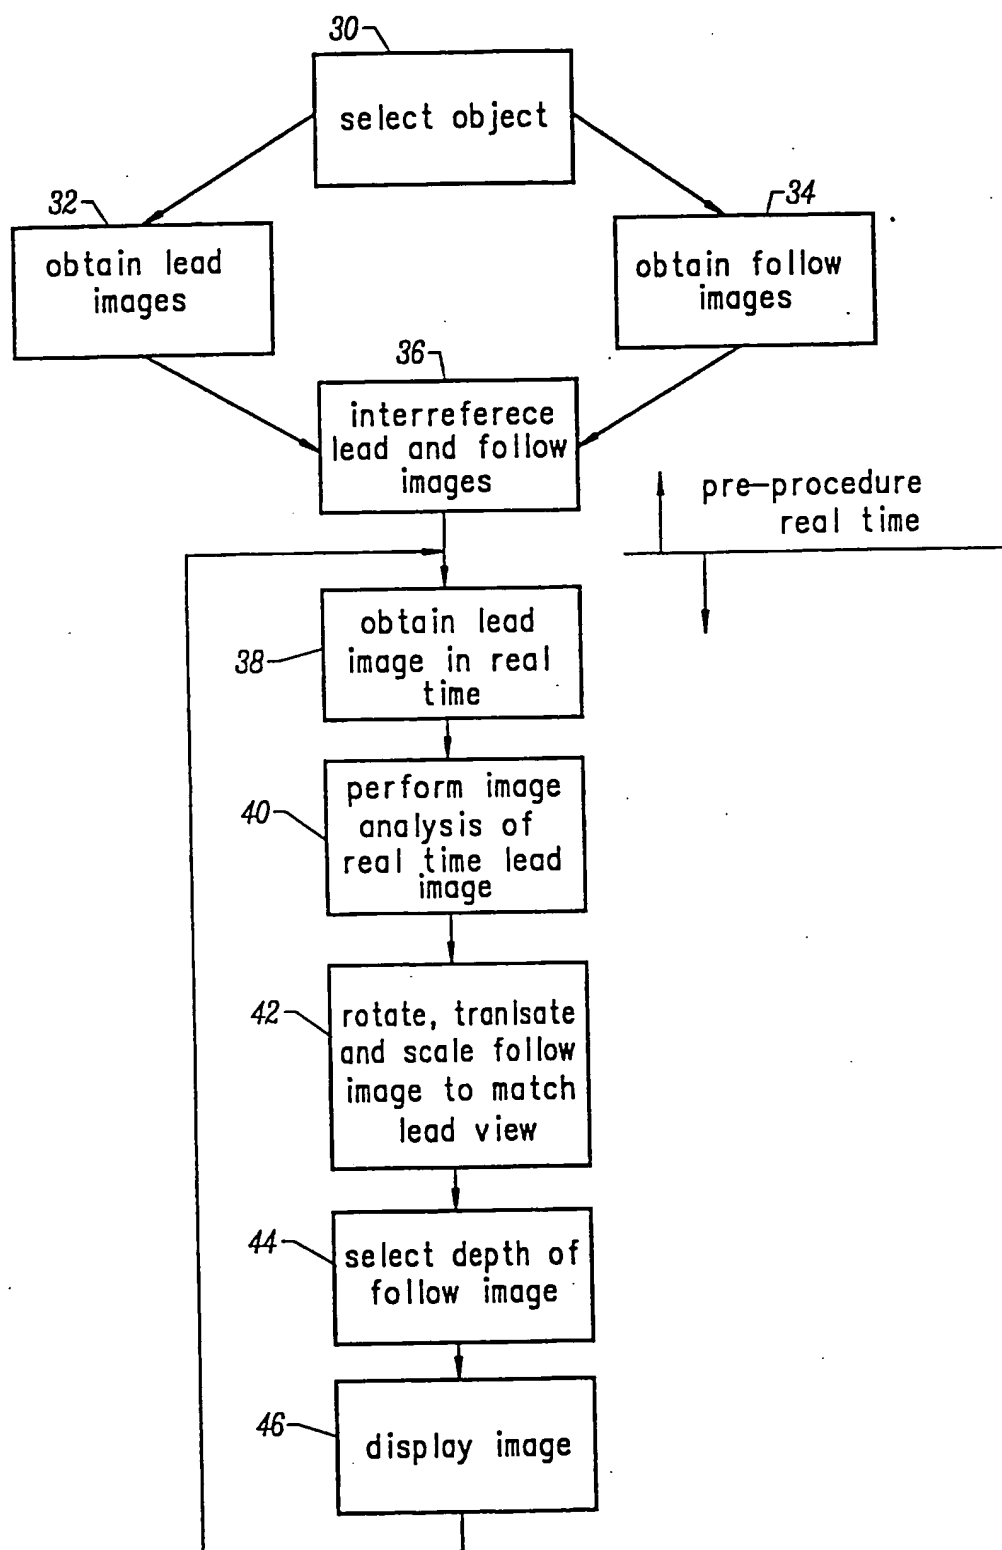 30
select object
32
obtain lead
images
34
obtain follow
images
36
interreferece
lead and follow
images
pre-procedure
real time
38
obtain lead
image in real
time
40
perform image
analysis of
real time lead
image
42
rotate, tranlsate
and scale follow
image to match
lead view
44
select depth of
follow image
46
display image